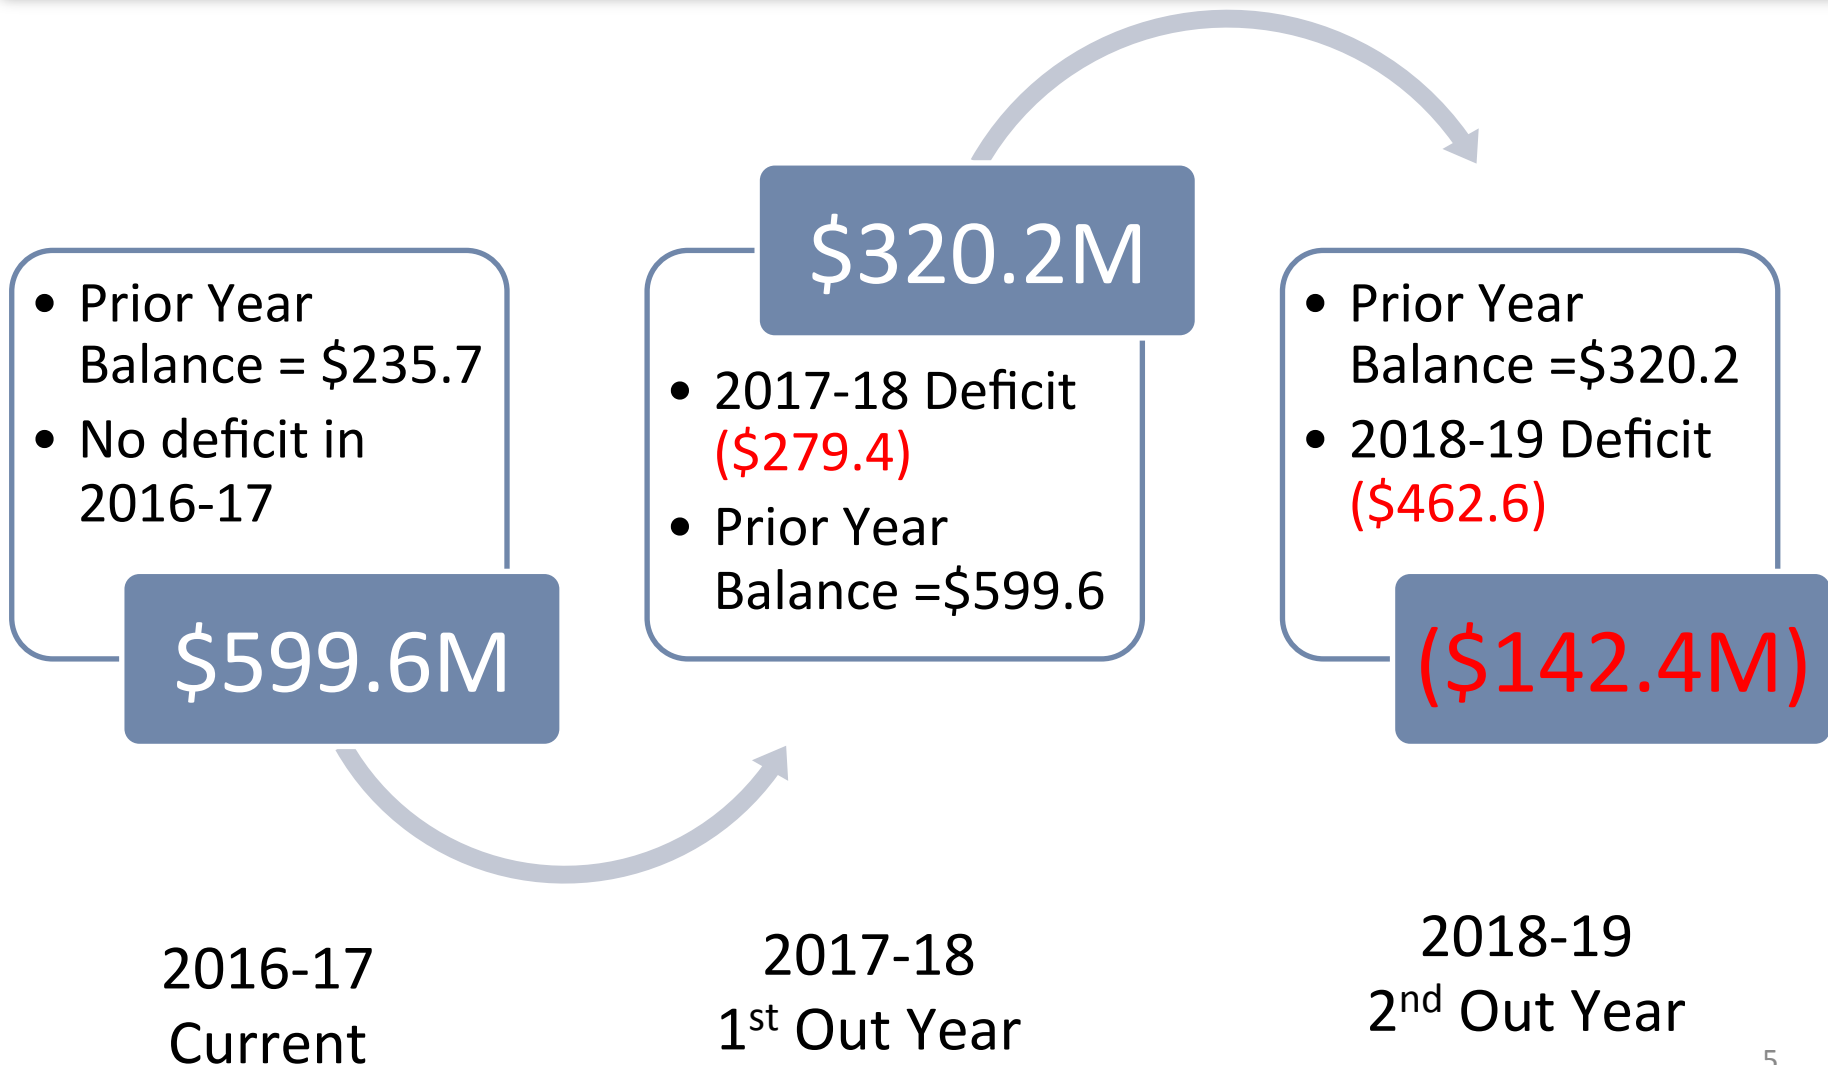 • Prior Year
Balance = $235.7
• No deficit in
2016-17
$599.6M
$320.2M
• 2017-18 Deficit
($279.4)
• Prior Year
Balance =$599.6
• Prior Year
Balance =$320.2
• 2018-19 Deficit
($462.6)
($142.4M)
2016-17
Current
2017-18
1st Out Year
2018-19
2nd Out Year
5